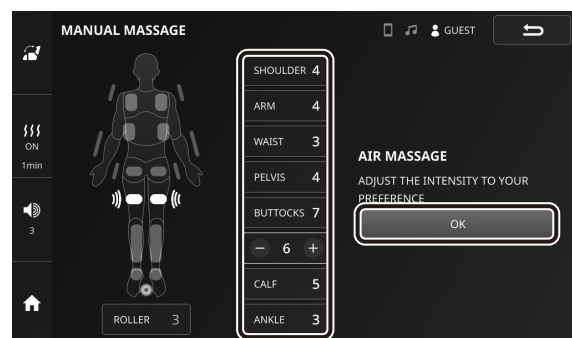 MANUAL MASSAGE
GUEST
ON
1min
3
SHOULDER 4
ARM 4
WAIST 3
PELVIS 4
BUTTOCKS 7
− 6 +
CALF 5
ANKLE 3
ROLLER 3
AIR MASSAGE
ADJUST THE INTENSITY TO YOUR
PREFERENCE
OK